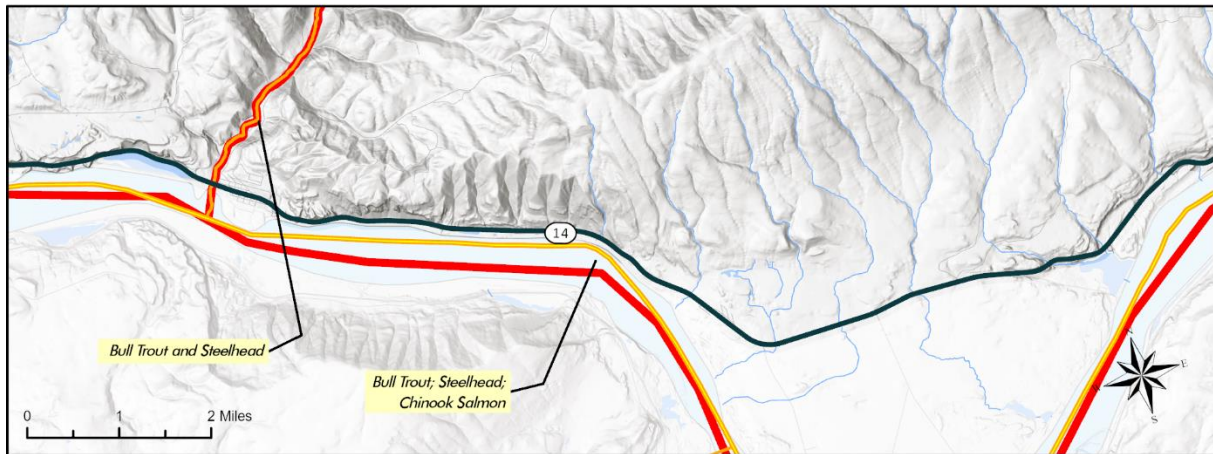 14
Bull Trout and Steelhead
Bull Trout; Steelhead;
Chinook Salmon
0 1 2 Miles
E
S